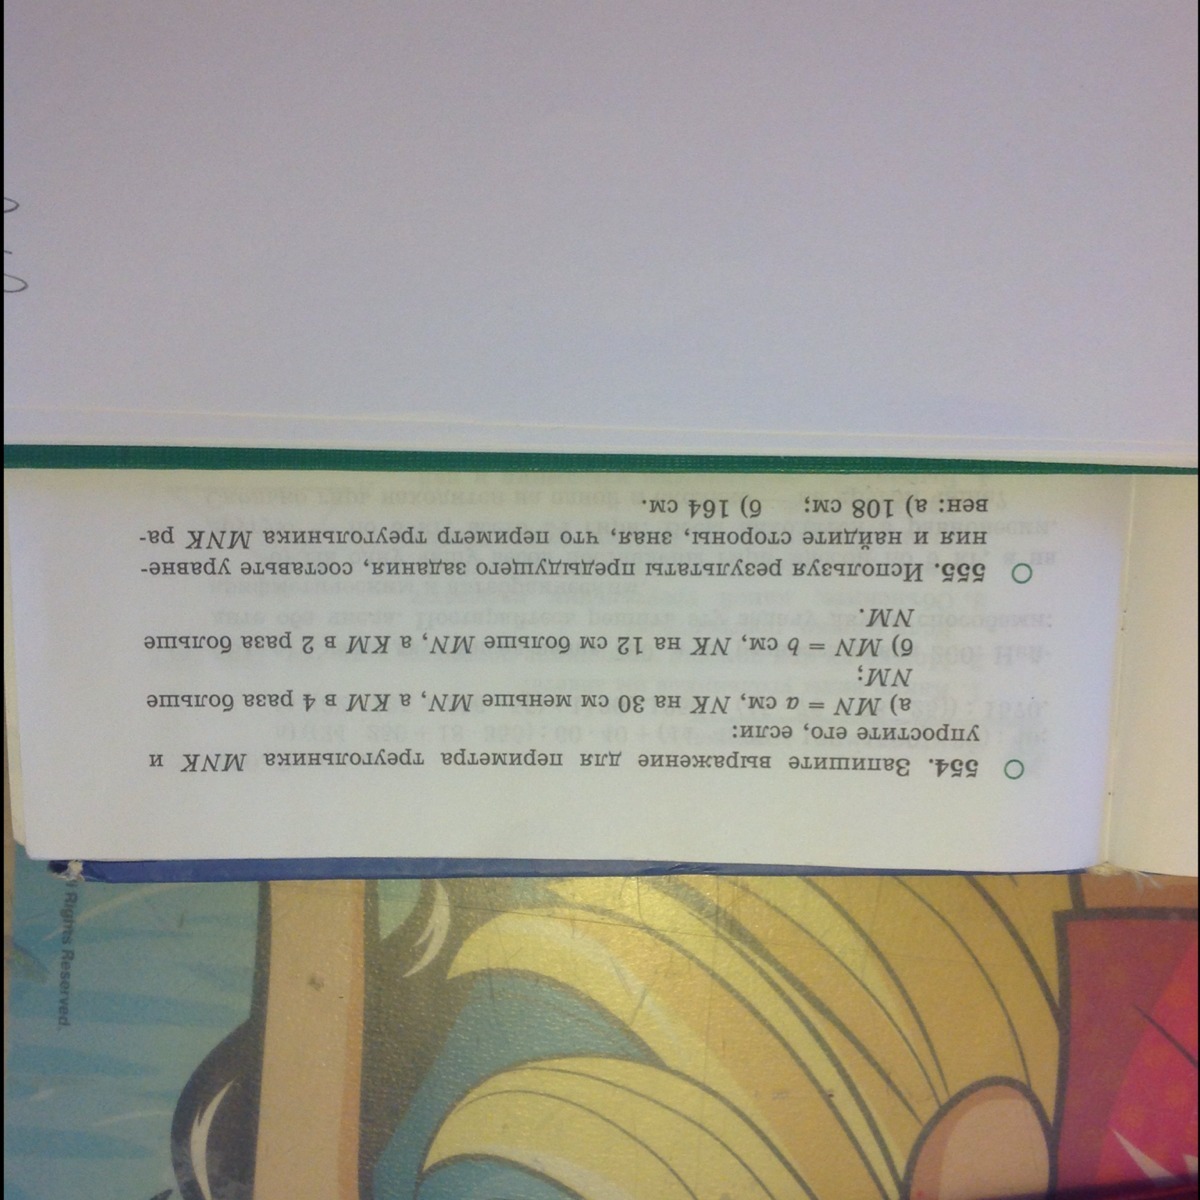 554. Запишите выражение для периметра треугольника MNK и
упростите его, если:
а) MN = a см, NK на 30 см меньше MN, а KM в 4 раза больше
NM;
б) MN = b см, NK на 12 см больше MN, а KM в 2 раза больше
NM.
555. Используя результаты предыдущего задания, составьте уравне-
ния и найдите стороны, зная, что периметр треугольника MNK ра-
вен: а) 108 см; б) 164 см.
Rights Reserved.